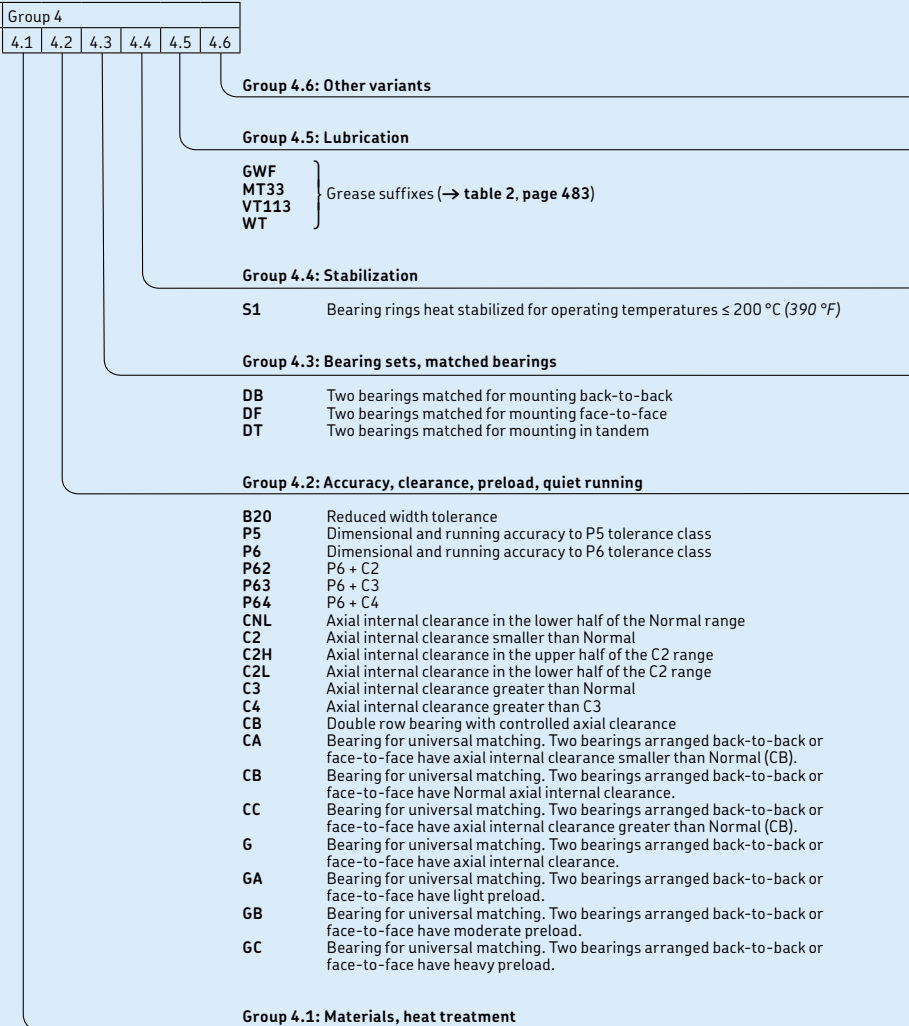 Group 4
4.1 4.2 4.3 4.4 4.5 4.6
Group 4.6: Other variants
Group 4.5: Lubrication
GWF
MT33
VT113
WT
Grease suffixes (→ table 2, page 483)
Group 4.4: Stabilization
S1 Bearing rings heat stabilized for operating temperatures ≤ 200 °C (390 °F)
Group 4.3: Bearing sets, matched bearings
DB Two bearings matched for mounting back-to-back
DF Two bearings matched for mounting face-to-face
DT Two bearings matched for mounting in tandem
Group 4.2: Accuracy, clearance, preload, quiet running
B20 Reduced width tolerance
P5 Dimensional and running accuracy to P5 tolerance class
P6 Dimensional and running accuracy to P6 tolerance class
P62 P6 + C2
P63 P6 + C3
P64 P6 + C4
CNL Axial internal clearance in the lower half of the Normal range
C2 Axial internal clearance smaller than Normal
C2H Axial internal clearance in the upper half of the C2 range
C2L Axial internal clearance in the lower half of the C2 range
C3 Axial internal clearance greater than Normal
C4 Axial internal clearance greater than C3
CB Double row bearing with controlled axial clearance
CA Bearing for universal matching. Two bearings arranged back-to-back or
face-to-face have axial internal clearance smaller than Normal (CB).
CB Bearing for universal matching. Two bearings arranged back-to-back or
face-to-face have Normal axial internal clearance.
CC Bearing for universal matching. Two bearings arranged back-to-back or
face-to-face have axial internal clearance greater than Normal (CB).
G Bearing for universal matching. Two bearings arranged back-to-back or
face-to-face have axial internal clearance.
GA Bearing for universal matching. Two bearings arranged back-to-back or
face-to-face have light preload.
GB Bearing for universal matching. Two bearings arranged back-to-back or
face-to-face have moderate preload.
GC Bearing for universal matching. Two bearings arranged back-to-back or
face-to-face have heavy preload.
Group 4.1: Materials, heat treatment